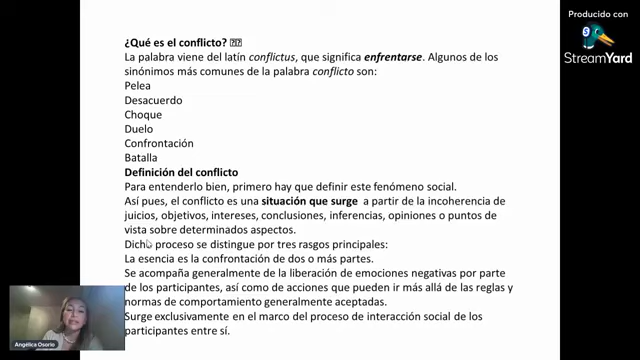 Producido con
StreamYard
¿Qué es el conflicto?
La palabra viene del latín conflictus, que significa enfrentarse. Algunos de los
sinónimos más comunes de la palabra conflicto son:
Pelea
Desacuerdo
Choque
Duelo
Confrontación
Batalla
Definición del conflicto
Para entenderlo bien, primero hay que definir este fenómeno social.
Así pues, el conflicto es una situación que surge a partir de la incoherencia de
juicios, objetivos, intereses, conclusiones, inferencias, opiniones o puntos de
vista sobre determinados aspectos.
Dicho proceso se distingue por tres rasgos principales:
La esencia es la confrontación de dos o más partes.
Se acompaña generalmente de la liberación de emociones negativas por parte
de los participantes, así como de acciones que pueden ir más allá de las reglas y
normas de comportamiento generalmente aceptadas.
Surge exclusivamente en el marco del proceso de interacción social de los
participantes entre sí.
Angélica Osorio